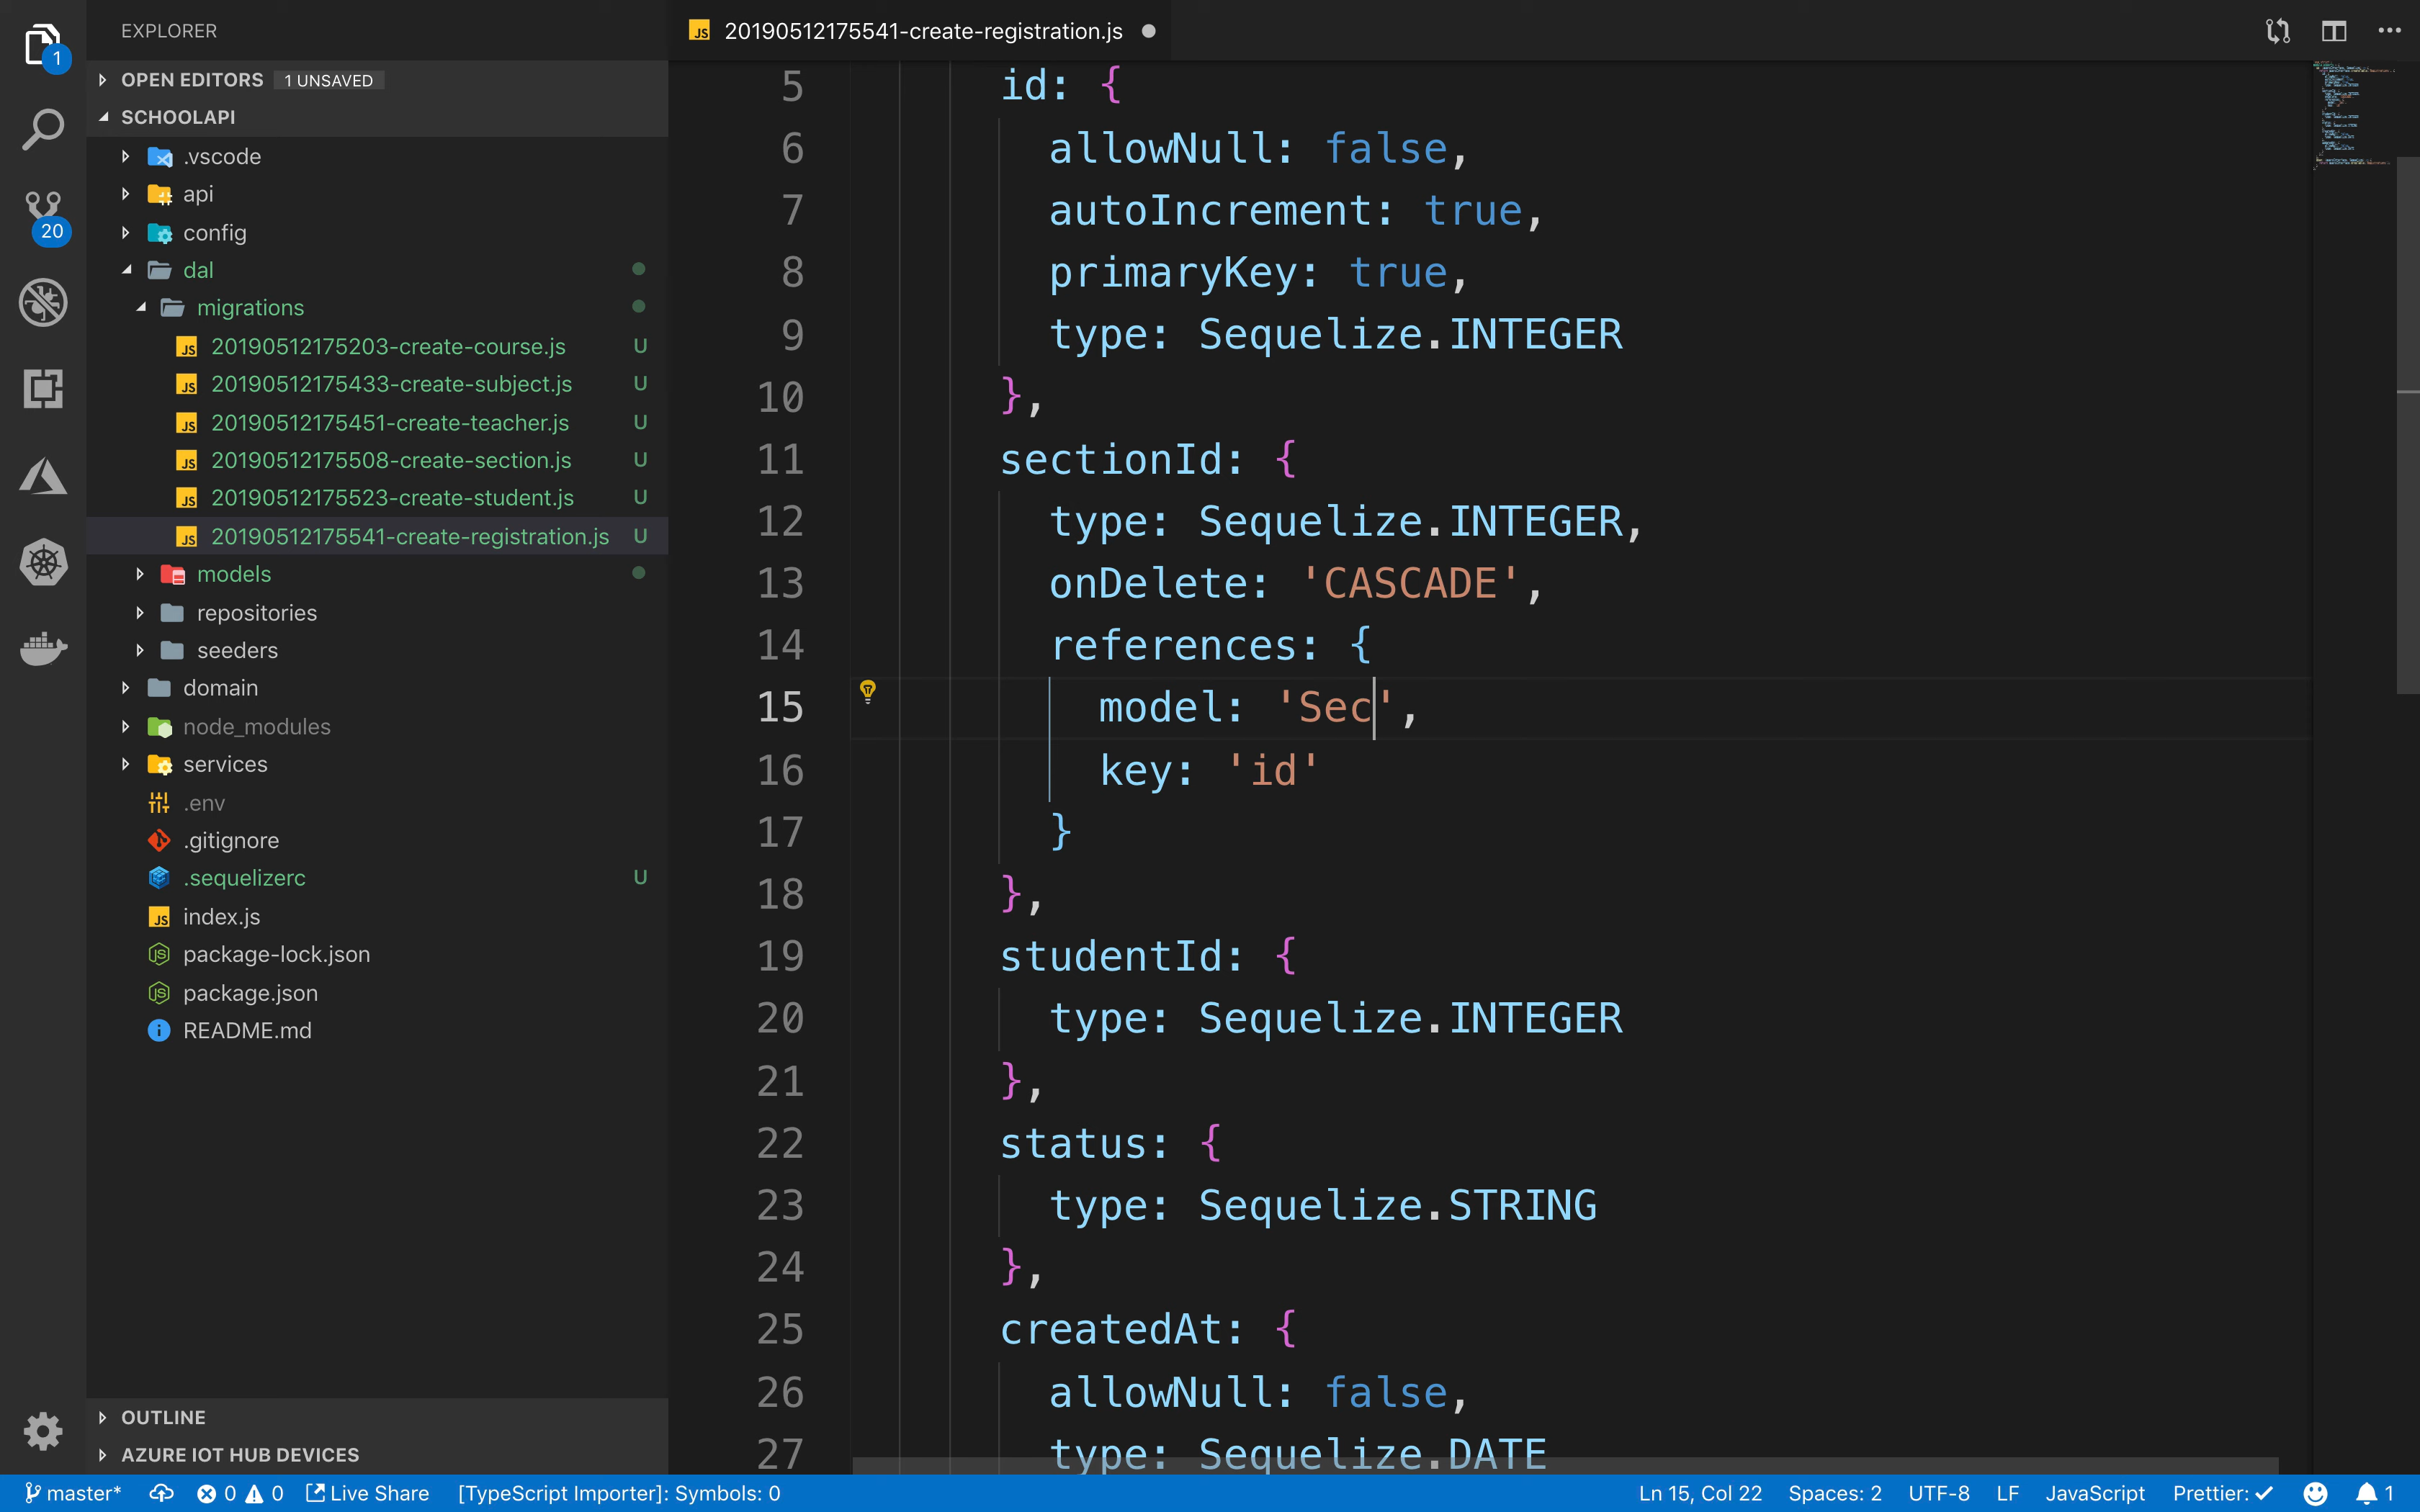 EXPLORER
OPEN EDITORS 1 UNSAVED
SCHOOLAPI
.vscode
api
config
dal
migrations
20190512175203-create-course.js U
20190512175433-create-subject.js U
20190512175451-create-teacher.js U
20190512175508-create-section.js U
20190512175523-create-student.js U
20190512175541-create-registration.js U
models
repositories
seeders
domain
node_modules
services
.env
.gitignore
.sequelizerc U
index.js
package-lock.json
package.json
README.md
OUTLINE
AZURE IOT HUB DEVICES
1
20
JS 20190512175541-create-registration.js
5 id: {
6 allowNull: false,
7 autoIncrement: true,
8 primaryKey: true,
9 type: Sequelize.INTEGER
10 },
11 sectionId: {
12 type: Sequelize.INTEGER,
13 onDelete: 'CASCADE',
14 references: {
15 model: 'Sec',
16 key: 'id'
17 }
18 },
19 studentId: {
20 type: Sequelize.INTEGER
21 },
22 status: {
23 type: Sequelize.STRING
24 },
25 createdAt: {
26 allowNull: false,
27 type: Sequelize.DATE
master* 0 0 Live Share [TypeScript Importer]: Symbols: 0 Ln 15, Col 22 Spaces: 2 UTF-8 LF JavaScript Prettier: ✓ 1